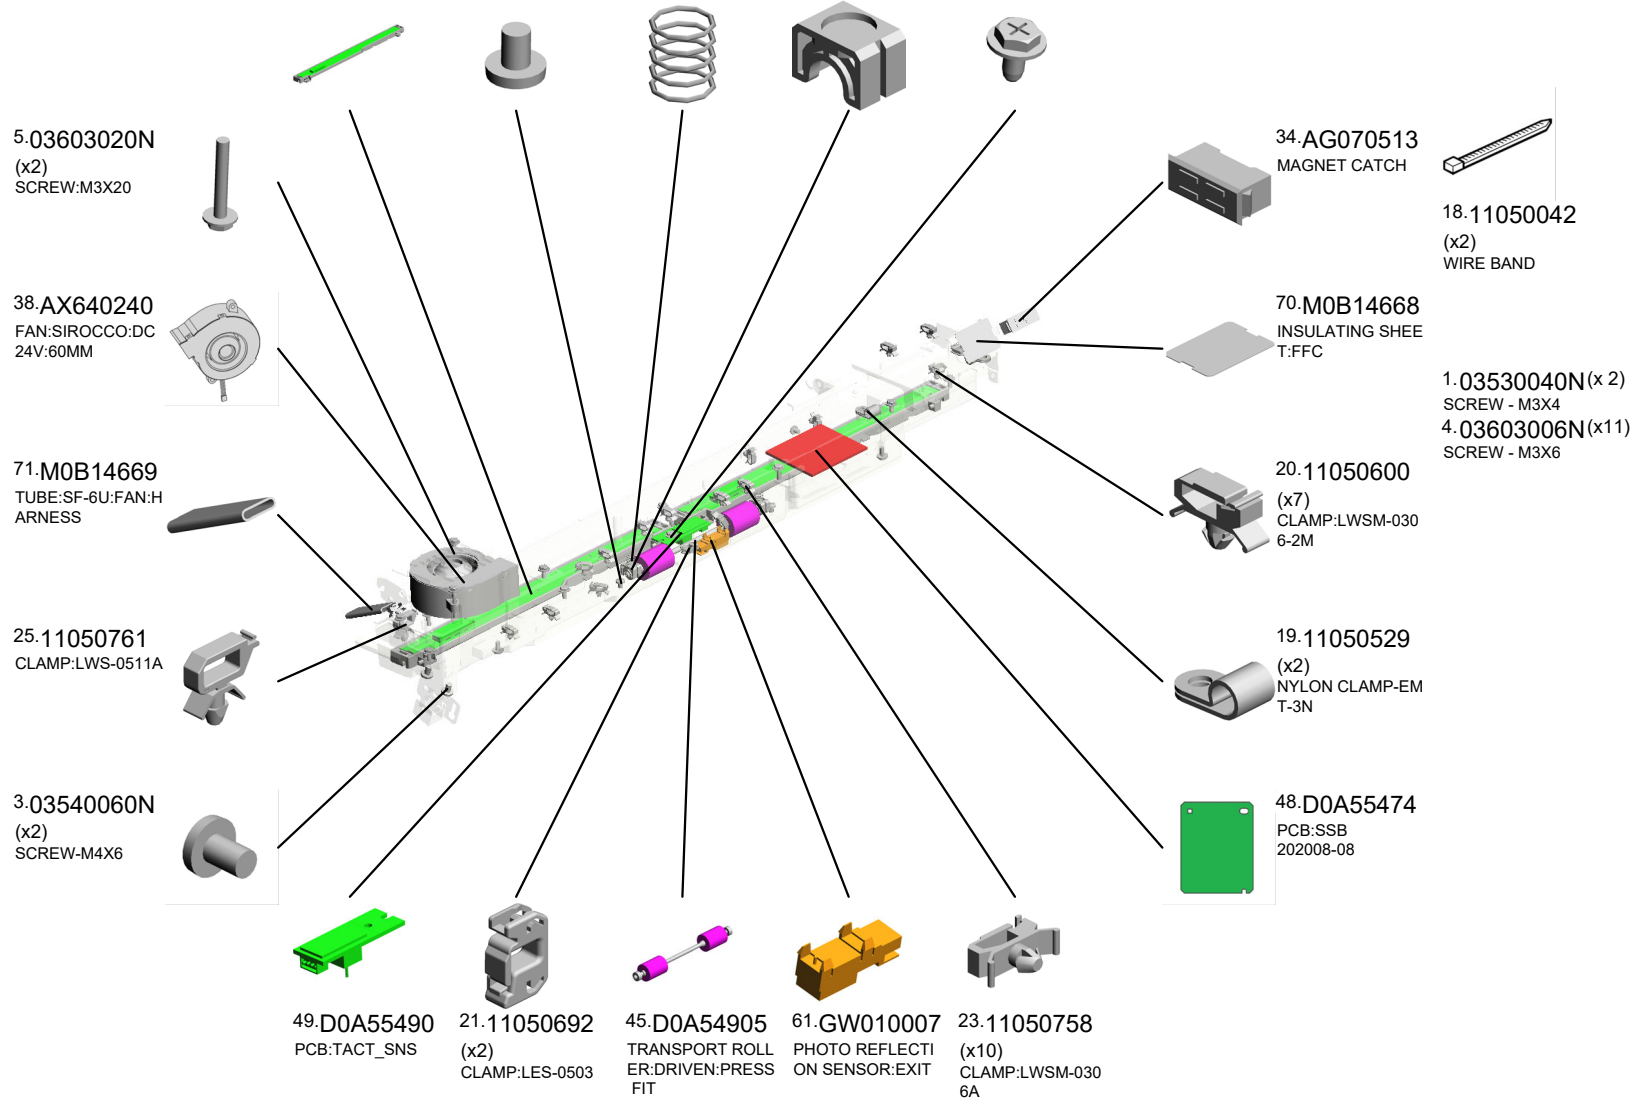 5.03603020N
(x2)
SCREW:M3X20
38.AX640240
FAN:SIROCCO:DC
24V:60MM
71.M0B14669
TUBE:SF-6U:FAN:H
ARNESS
25.11050761
CLAMP:LWS-0511A
3.03540060N
(x2)
SCREW-M4X6
34.AG070513
MAGNET CATCH
18.11050042
(x2)
WIRE BAND
70.M0B14668
INSULATING SHEE
T:FFC
1.03530040N(x 2)
SCREW - M3X4
4.03603006N(x11)
SCREW - M3X6
20.11050600
(x7)
CLAMP:LWSM-030
6-2M
19.11050529
(x2)
NYLON CLAMP-EM
T-3N
48.D0A55474
PCB:SSB
202008-08
49.D0A55490
PCB:TACT_SNS
21.11050692
(x2)
CLAMP:LES-0503
45.D0A54905
TRANSPORT ROLL
ER:DRIVEN:PRESS
FIT
61.GW010007
PHOTO REFLECTI
ON SENSOR:EXIT
23.11050758
(x10)
CLAMP:LWSM-030
6A